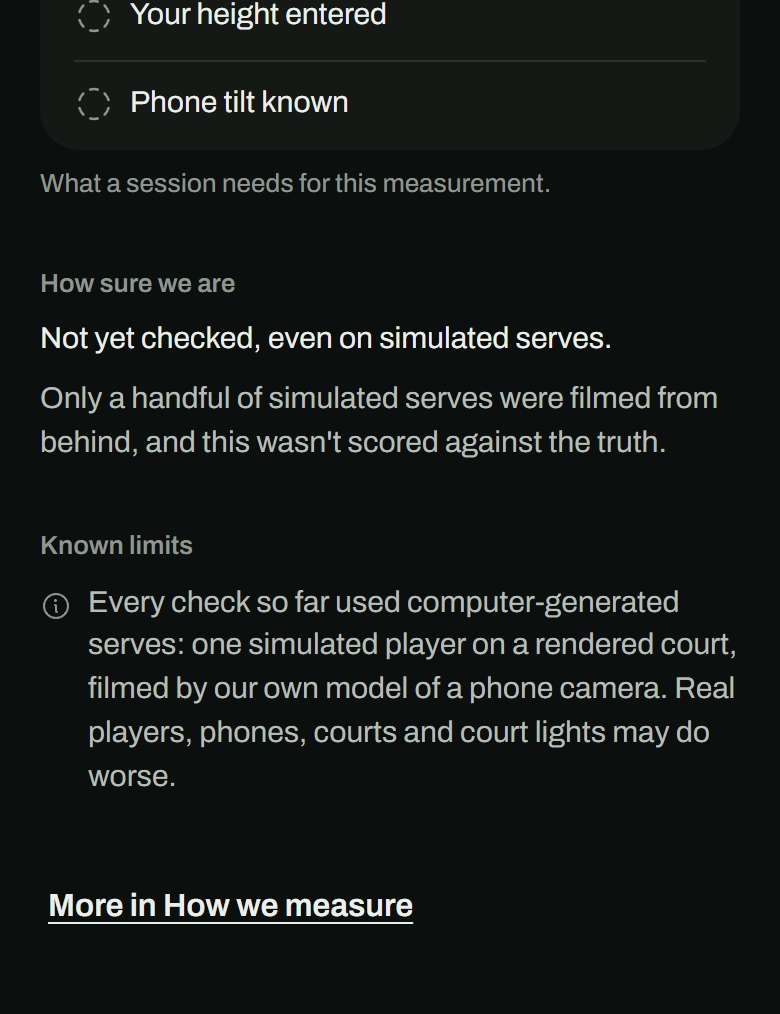 Your height entered
Phone tilt known
What a session needs for this measurement.
How sure we are
Not yet checked, even on simulated serves.
Only a handful of simulated serves were filmed from
behind, and this wasn't scored against the truth.
Known limits
Every check so far used computer-generated
serves: one simulated player on a rendered court,
filmed by our own model of a phone camera. Real
players, phones, courts and court lights may do
worse.
More in How we measure